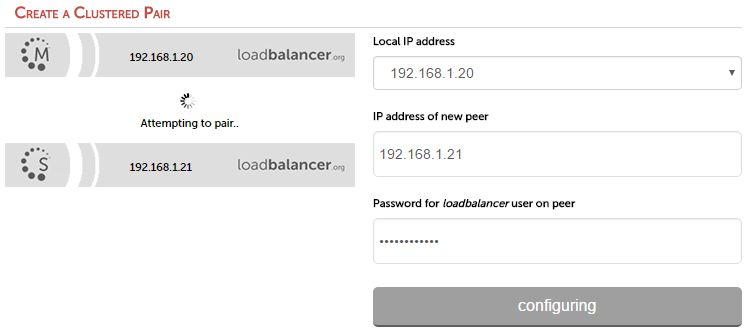 Create a Clustered Pair
M 192.168.1.20 loadbalancer.org
Attempting to pair..
S 192.168.1.21 loadbalancer.org
Local IP address
192.168.1.20
IP address of new peer
192.168.1.21
Password for loadbalancer user on peer
••••••••••••
configuring